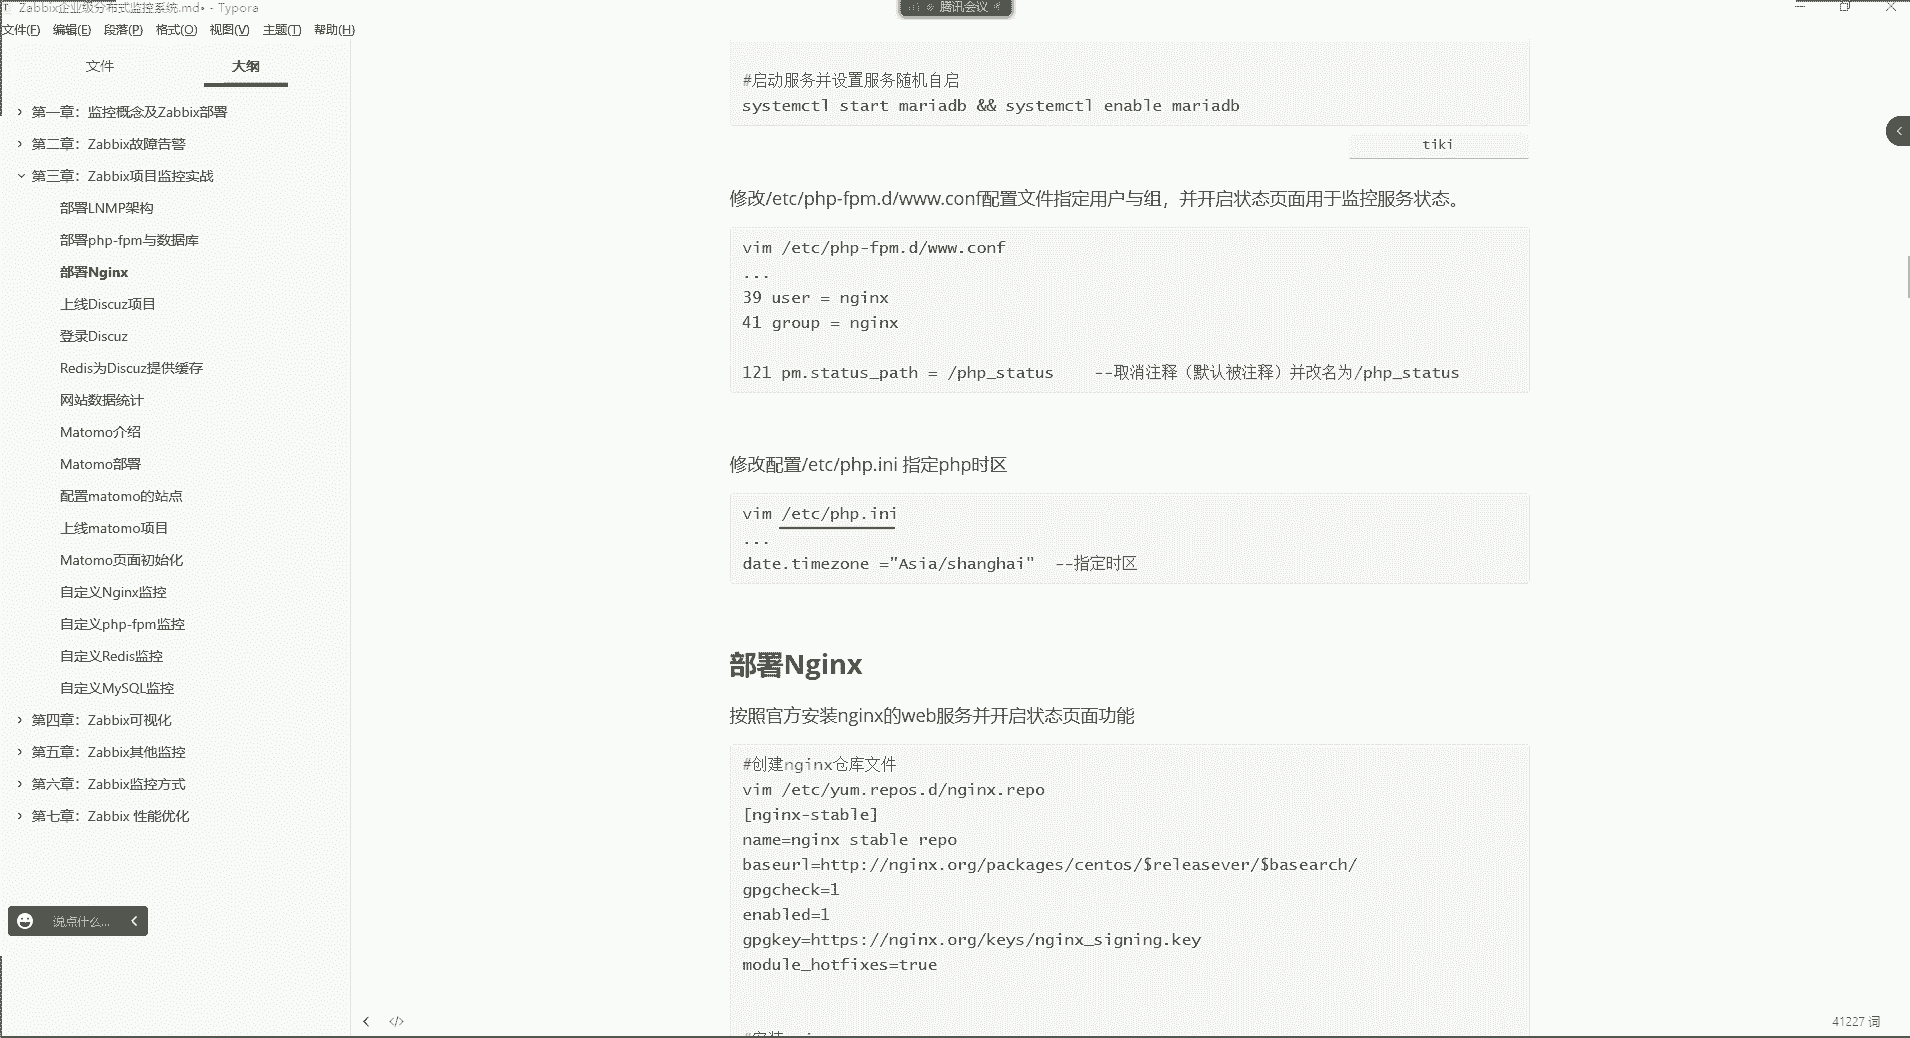 Zabbix企业级分布式监控系统.md• - Typora
腾讯会议
文件(F) 编辑(E) 段落(P) 格式(O) 视图(V) 主题(T) 帮助(H)
文件 大纲
第一章：监控概念及Zabbix部署
第二章：Zabbix故障告警
第三章：Zabbix项目监控实战
部署LNMP架构
部署php-fpm与数据库
部署Nginx
上线Discuz项目
登录Discuz
Redis为Discuz提供缓存
网站数据统计
Matomo介绍
Matomo部署
配置matomo的站点
上线matomo项目
Matomo页面初始化
自定义Nginx监控
自定义php-fpm监控
自定义Redis监控
自定义MySQL监控
第四章：Zabbix可视化
第五章：Zabbix其他监控
第六章：Zabbix监控方式
第七章：Zabbix 性能优化
说点什么...
#启动服务并设置服务随机自启
systemctl start mariadb && systemctl enable mariadb
tiki
修改/etc/php-fpm.d/www.conf配置文件指定用户与组，并开启状态页面用于监控服务状态。
vim /etc/php-fpm.d/www.conf
...
39 user = nginx
41 group = nginx
121 pm.status_path = /php_status    --取消注释（默认被注释）并改名为/php_status
修改配置/etc/php.ini 指定php时区
vim /etc/php.ini
...
date.timezone ="Asia/shanghai"  --指定时区
部署Nginx
按照官方安装nginx的web服务并开启状态页面功能
#创建nginx仓库文件
vim /etc/yum.repos.d/nginx.repo
[nginx-stable]
name=nginx stable repo
baseurl=http://nginx.org/packages/centos/$releasever/$basearch/
gpgcheck=1
enabled=1
gpgkey=https://nginx.org/keys/nginx_signing.key
module_hotfixes=true
41227 词